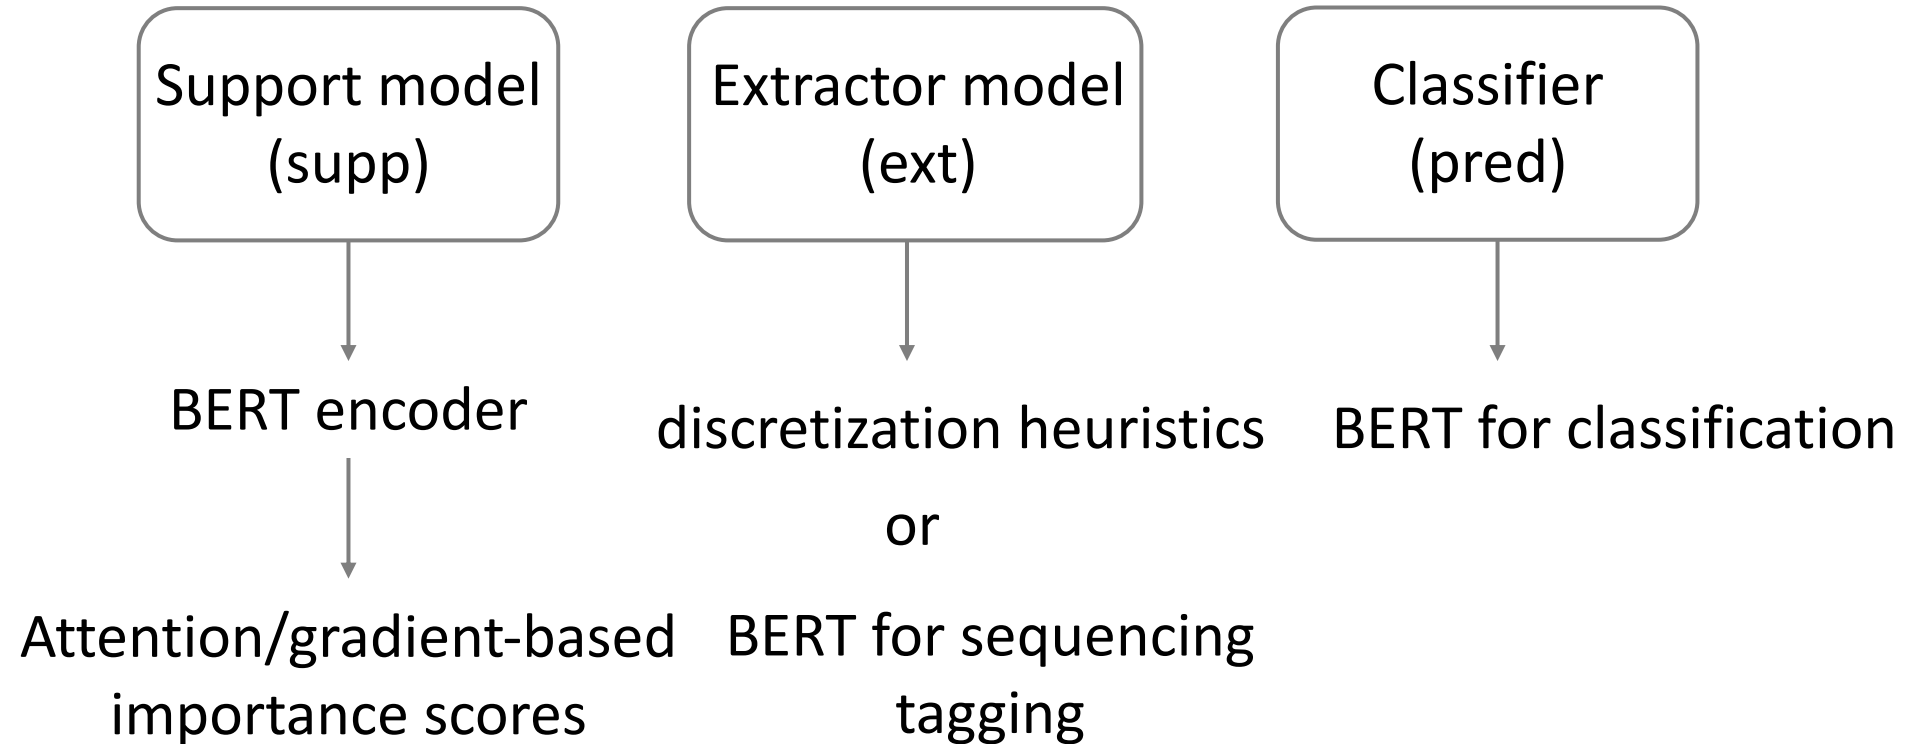 Support model
(supp)
Extractor model
(ext)
Classifier
(pred)
BERT encoder
discretization heuristics
BERT for classification
or
Attention/gradient-based
importance scores
BERT for sequencing
tagging